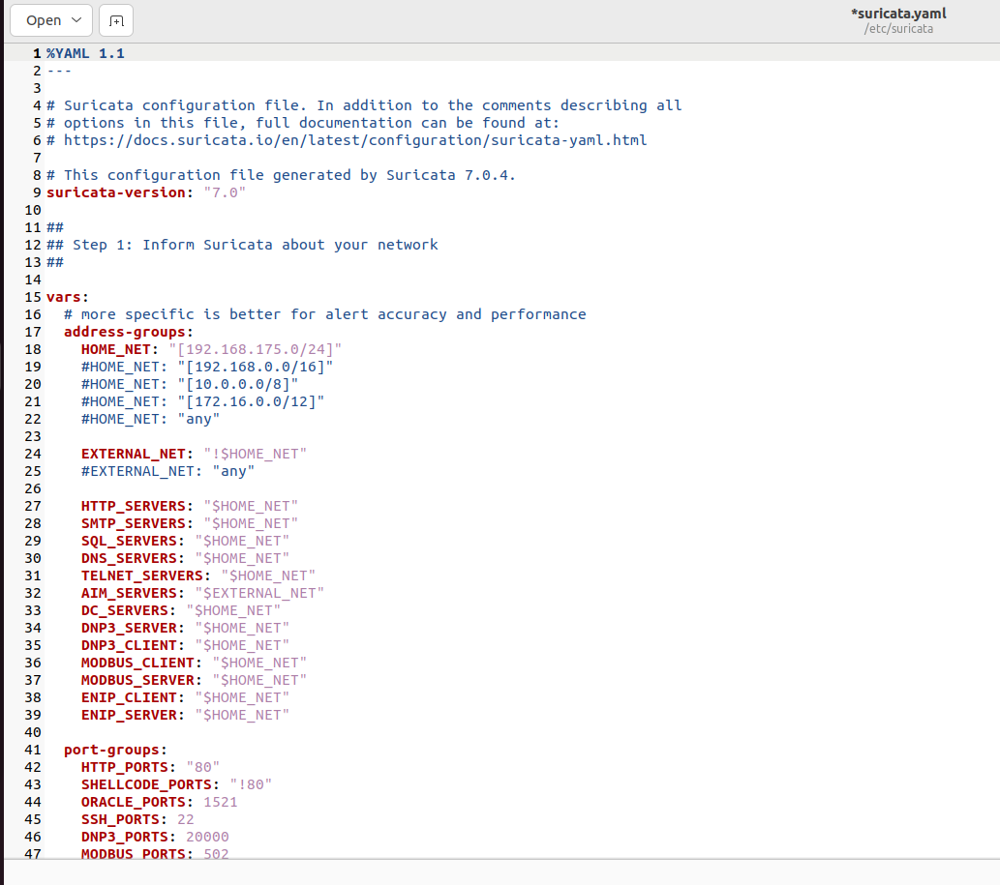 Open
*suricata.yaml
/etc/suricata
1 %YAML 1.1
2 ---
3
4 # Suricata configuration file. In addition to the comments describing all
5 # options in this file, full documentation can be found at:
6 # https://docs.suricata.io/en/latest/configuration/suricata-yaml.html
7
8 # This configuration file generated by Suricata 7.0.4.
9 suricata-version: "7.0"
10
11 ##
12 ## Step 1: Inform Suricata about your network
13 ##
14
15 vars:
16   # more specific is better for alert accuracy and performance
17   address-groups:
18     HOME_NET: "[192.168.175.0/24]"
19     #HOME_NET: "[192.168.0.0/16]"
20     #HOME_NET: "[10.0.0.0/8]"
21     #HOME_NET: "[172.16.0.0/12]"
22     #HOME_NET: "any"
23
24     EXTERNAL_NET: "!$HOME_NET"
25     #EXTERNAL_NET: "any"
26
27     HTTP_SERVERS: "$HOME_NET"
28     SMTP_SERVERS: "$HOME_NET"
29     SQL_SERVERS: "$HOME_NET"
30     DNS_SERVERS: "$HOME_NET"
31     TELNET_SERVERS: "$HOME_NET"
32     AIM_SERVERS: "$EXTERNAL_NET"
33     DC_SERVERS: "$HOME_NET"
34     DNP3_SERVER: "$HOME_NET"
35     DNP3_CLIENT: "$HOME_NET"
36     MODBUS_CLIENT: "$HOME_NET"
37     MODBUS_SERVER: "$HOME_NET"
38     ENIP_CLIENT: "$HOME_NET"
39     ENIP_SERVER: "$HOME_NET"
40
41   port-groups:
42     HTTP_PORTS: "80"
43     SHELLCODE_PORTS: "!80"
44     ORACLE_PORTS: 1521
45     SSH_PORTS: 22
46     DNP3_PORTS: 20000
47     MODBUS_PORTS: 502